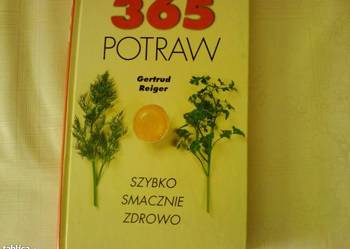 365
POTRAW
Gertrud
Reiger
SZYBKO
SMACZNIE
ZDROWO